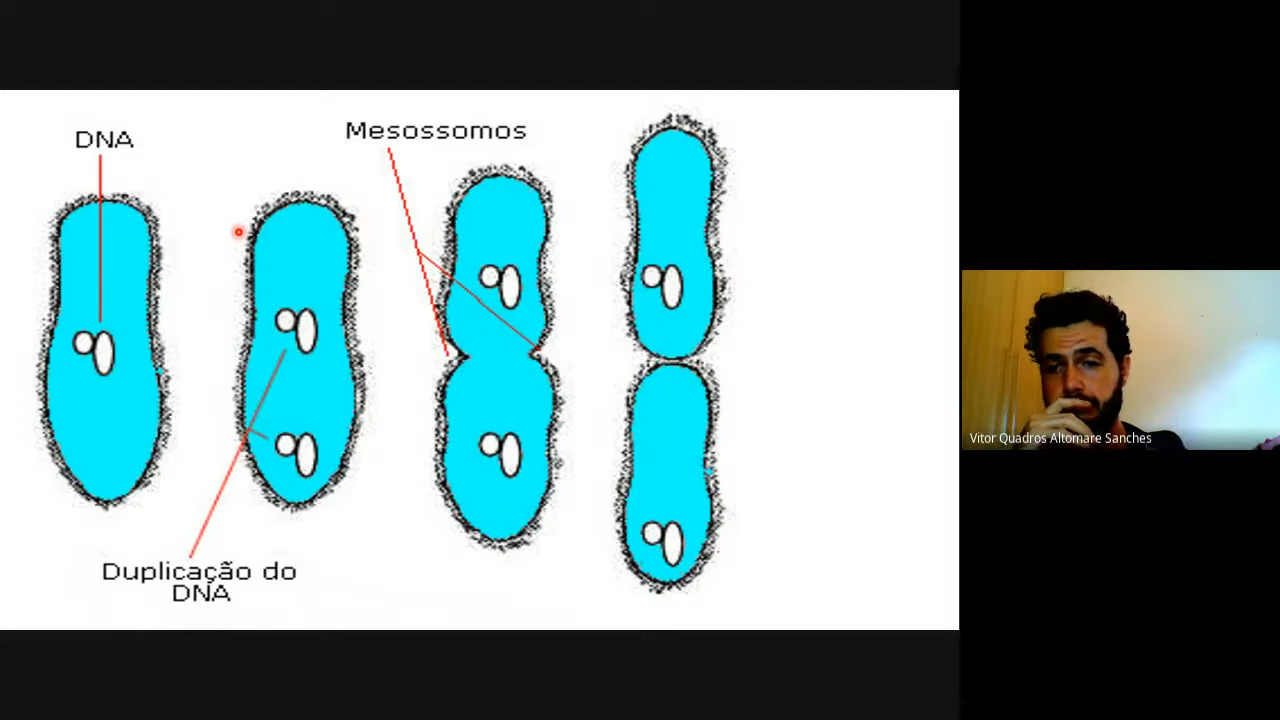 DNA
Mesossomos
Duplicação do
DNA
Vitor Quadros Altomare Sanches